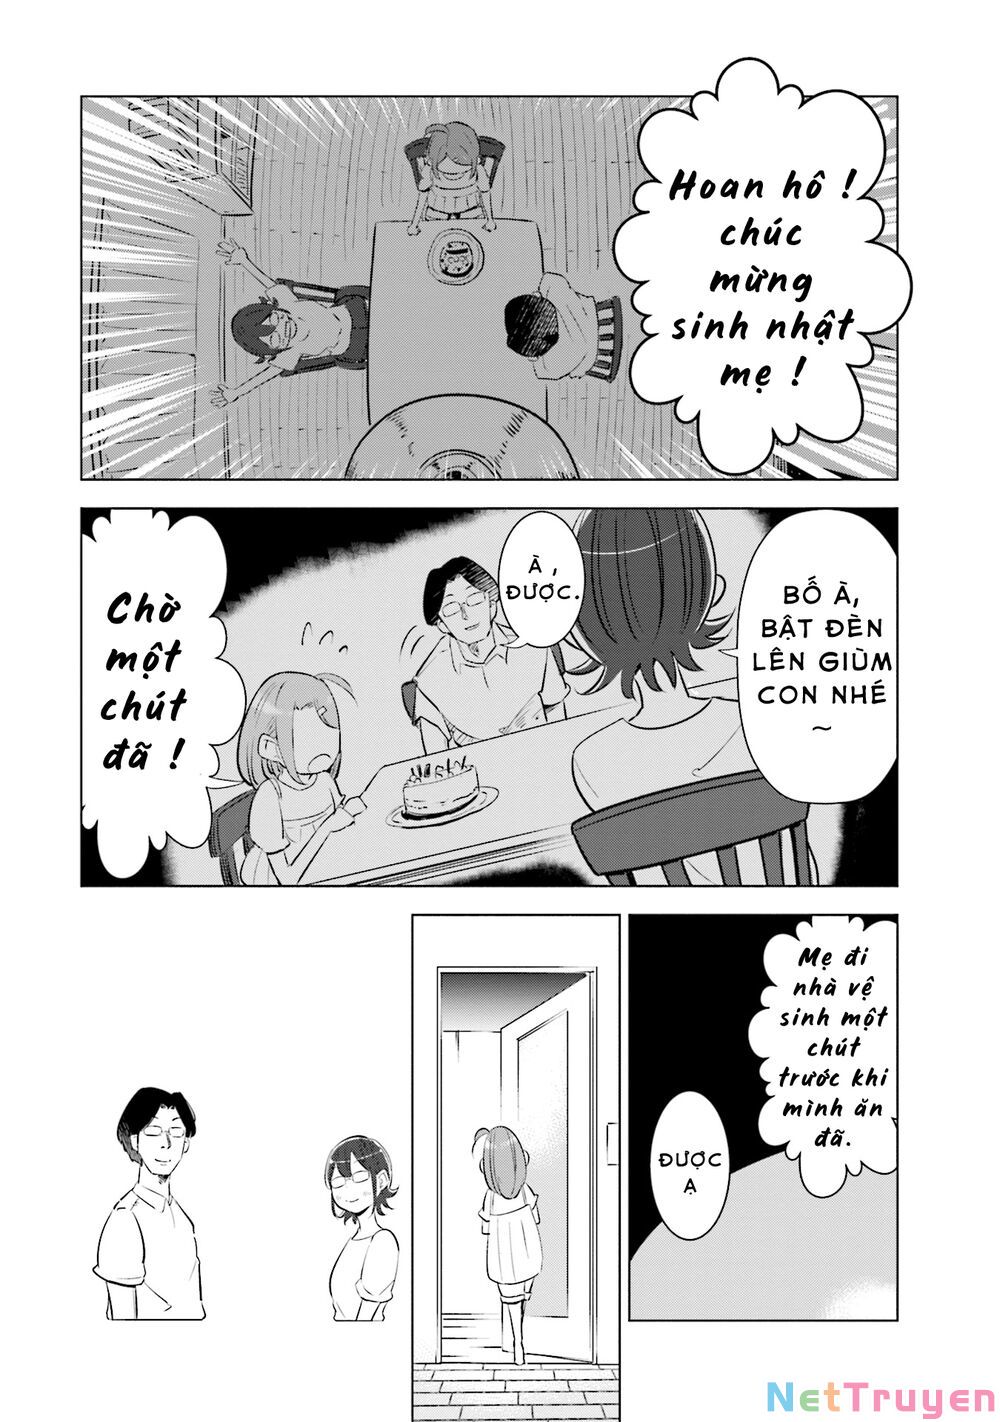 Hoan hô !
chúc
mừng
sinh nhật
mẹ !
BỐ À,
BẬT ĐÈN
LÊN GIÙM
CON NHÉ
~
À ,
ĐƯỢC.
Chờ
một
chút
đã !
Mẹ đi
nhà vệ
sinh một
chút
trước khi
mình ăn
đã.
ĐƯỢC
Ạ
NetTruyen